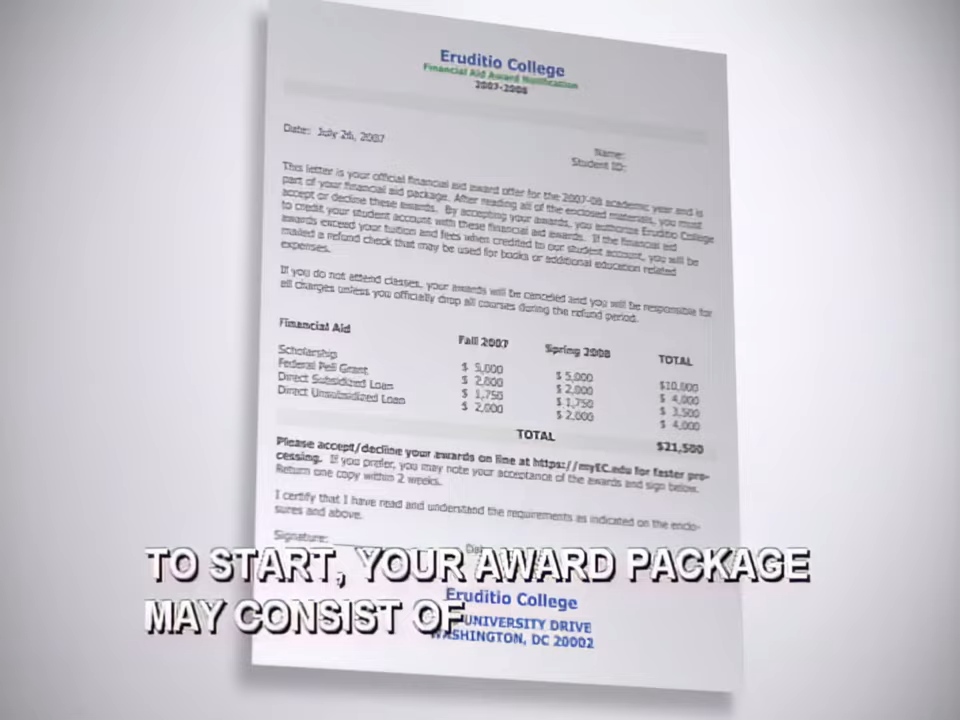 Eruditio College
Financial Aid Award Notification
2007-2008
Date: July 26, 2007
Name:
Student ID:
This letter is your official financial aid award offer for the 2007-08 academic year and is
part of your financial aid package. After reading all of the enclosed materials, you must
accept or decline these awards. By accepting your awards, you authorize Eruditio College
to credit your student account with these financial aid awards. If the financial aid
awards exceed your tuition and fees when credited to our student account, you will be
mailed a refund check that may be used for books or additional education related
expenses.
If you do not attend classes, your awards will be canceled and you will be responsible for
all charges unless you officially drop all courses during the refund period.
Financial Aid Fall 2007 Spring 2008 TOTAL
Scholarship $ 5,000 $ 5,000 $10,000
Federal Pell Grant $ 2,000 $ 2,000 $ 4,000
Direct Subsidized Loan $ 1,750 $ 1,750 $ 3,500
Direct Unsubsidized Loan $ 2,000 $ 2,000 $ 4,000
TOTAL $21,500
Please accept/decline your awards on line at https://myEC.edu for faster pro-
cessing. If you prefer, you may note your acceptance of the awards and sign below.
Return one copy within 2 weeks.
I certify that I have read and understand the requirements as indicated on the enclo-
sures and above.
Signature:
TO START, YOUR AWARD PACKAGE
MAY CONSIST OF
Eruditio College
UNIVERSITY DRIVE
WASHINGTON, DC 20002